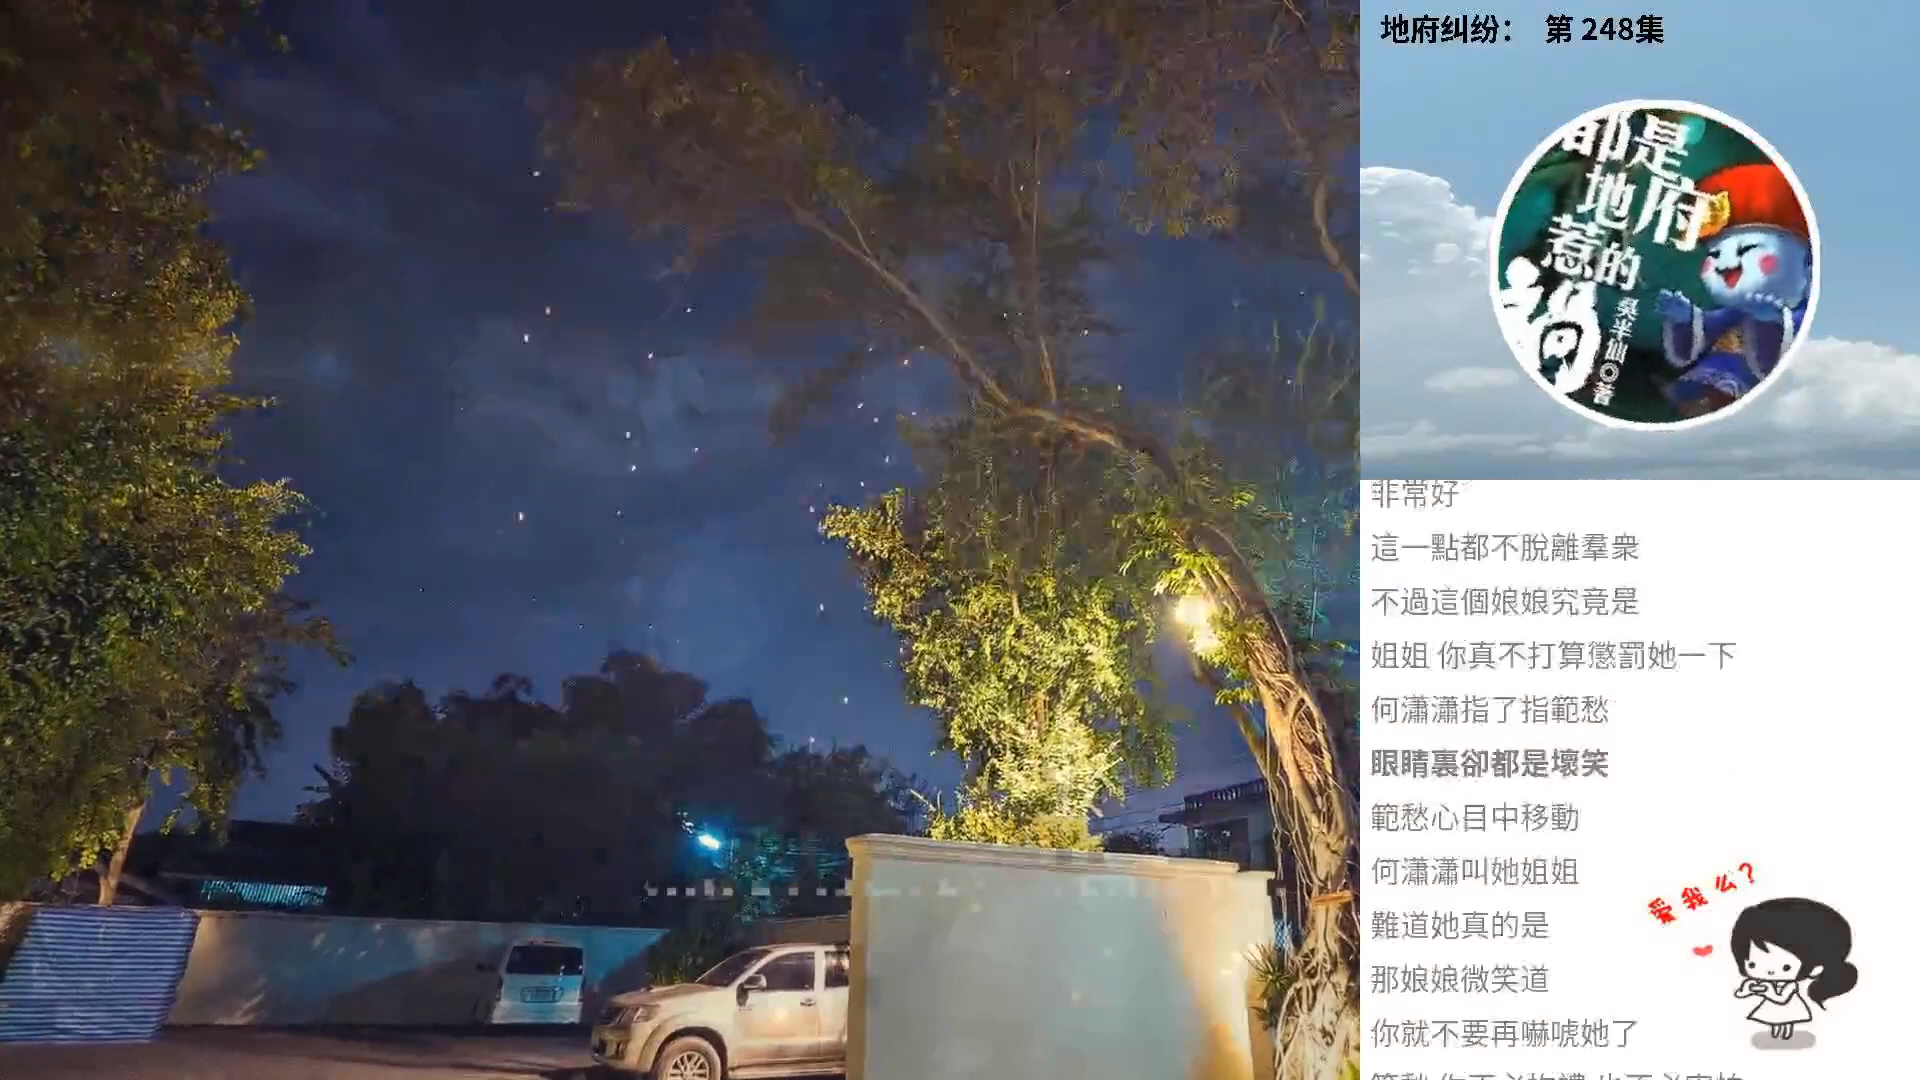 地府纠纷： 第 248集
都是
地府
惹的
祸
吳半仙◎著
非常好
這一點都不脫離羣衆
不過這個娘娘究竟是
姐姐 你真不打算懲罰她一下
何瀟瀟指了指範愁
眼睛裏卻都是壞笑
範愁心目中移動
何瀟瀟叫她姐姐
難道她真的是
那娘娘微笑道
你就不要再嚇唬她了
爱我么？